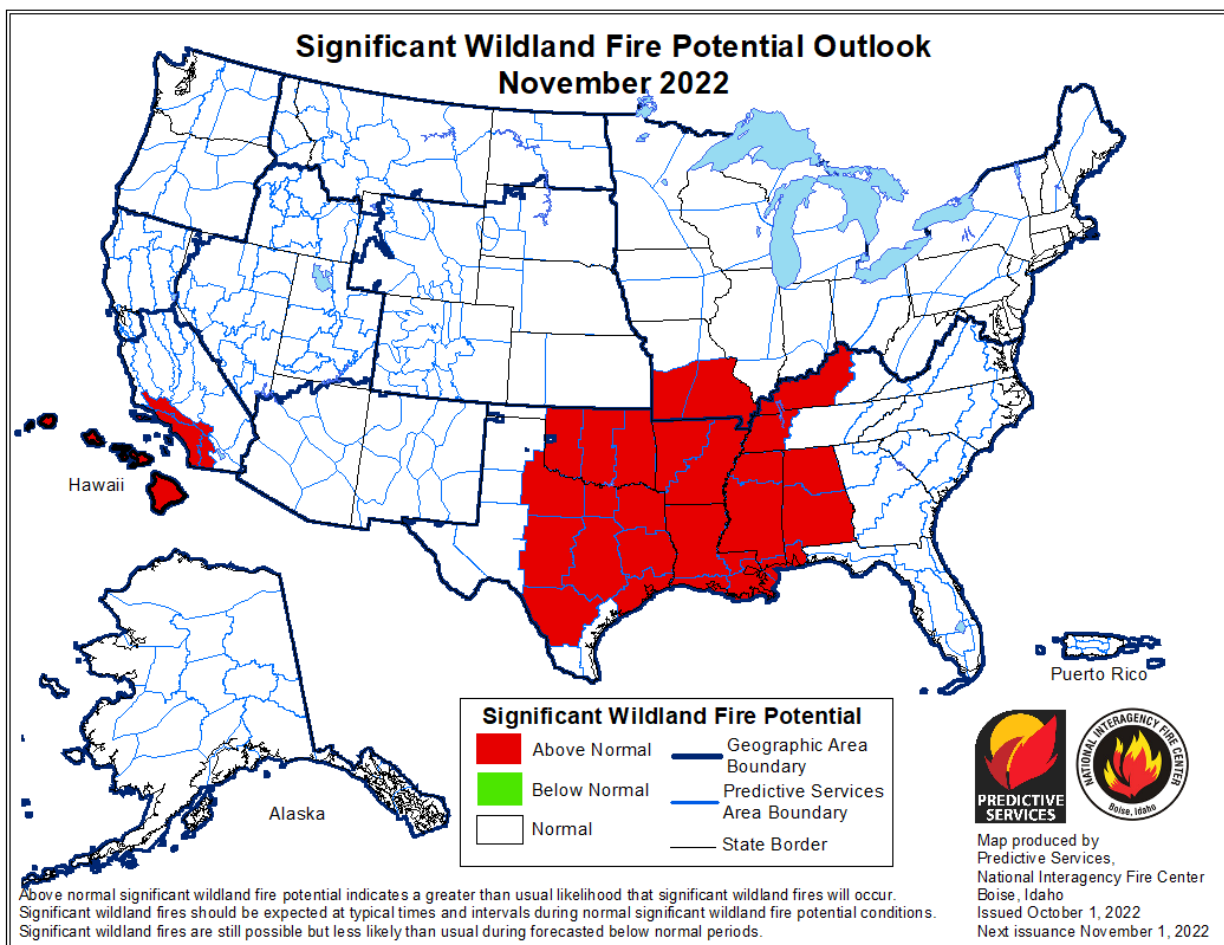 Significant Wildland Fire Potential Outlook
November 2022
Hawaii
Alaska
Puerto Rico
Significant Wildland Fire Potential
Above Normal
Below Normal
Normal
Geographic Area
Boundary
Predictive Services
Area Boundary
State Border
PREDICTIVE
SERVICES
NATIONAL INTERAGENCY FIRE CENTER
Boise, Idaho
Map produced by
Predictive Services,
National Interagency Fire Center
Boise, Idaho
Issued October 1, 2022
Next issuance November 1, 2022
Above normal significant wildland fire potential indicates a greater than usual likelihood that significant wildland fires will occur.
Significant wildland fires should be expected at typical times and intervals during normal significant wildland fire potential conditions.
Significant wildland fires are still possible but less likely than usual during forecasted below normal periods.